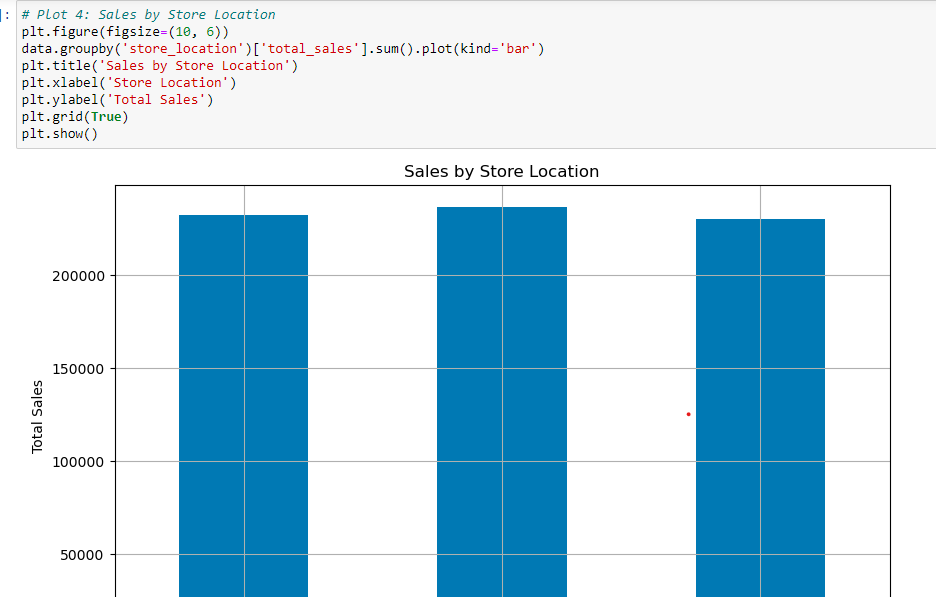 ]: # Plot 4: Sales by Store Location
plt.figure(figsize=(10, 6))
data.groupby('store_location')['total_sales'].sum().plot(kind='bar')
plt.title('Sales by Store Location')
plt.xlabel('Store Location')
plt.ylabel('Total Sales')
plt.grid(True)
plt.show()
Sales by Store Location
200000
150000
100000
50000
Total Sales